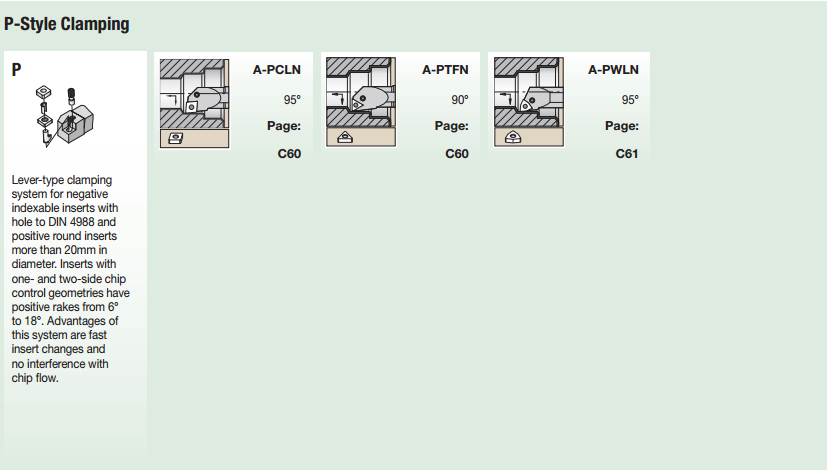 P-Style Clamping
P
Lever-type clamping
system for negative
indexable inserts with
hole to DIN 4988 and
positive round inserts
more than 20mm in
diameter. Inserts with
one- and two-side chip
control geometries have
positive rakes from 6°
to 18°. Advantages of
this system are fast
insert changes and
no interference with
chip flow.
A-PCLN
95°
Page:
C60
A-PTFN
90°
Page:
C60
A-PWLN
95°
Page:
C61